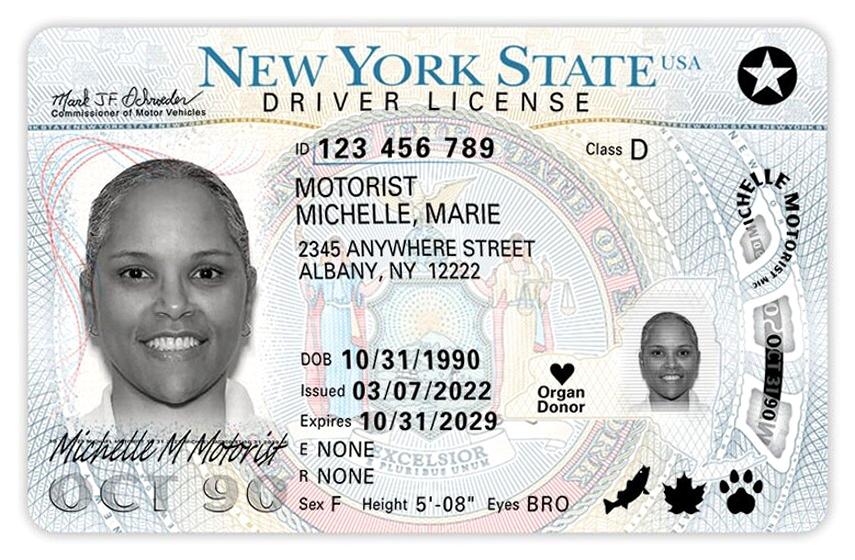 NEW YORK STATE USA
DRIVER LICENSE
Mark J.F. Schroeder
Commissioner of Motor Vehicles
ID 123 456 789 Class D
MOTORIST
MICHELLE, MARIE
2345 ANYWHERE STREET
ALBANY, NY 12222
DOB 10/31/1990
Issued 03/07/2022
Expires 10/31/2029
E NONE
R NONE
Sex F Height 5'-08" Eyes BRO
Organ
Donor
Michelle M Motorist
OCT 90
EXCELSIOR
E PLURIBUS UNUM
MICHELLE MOTORIST
OCT 31 90